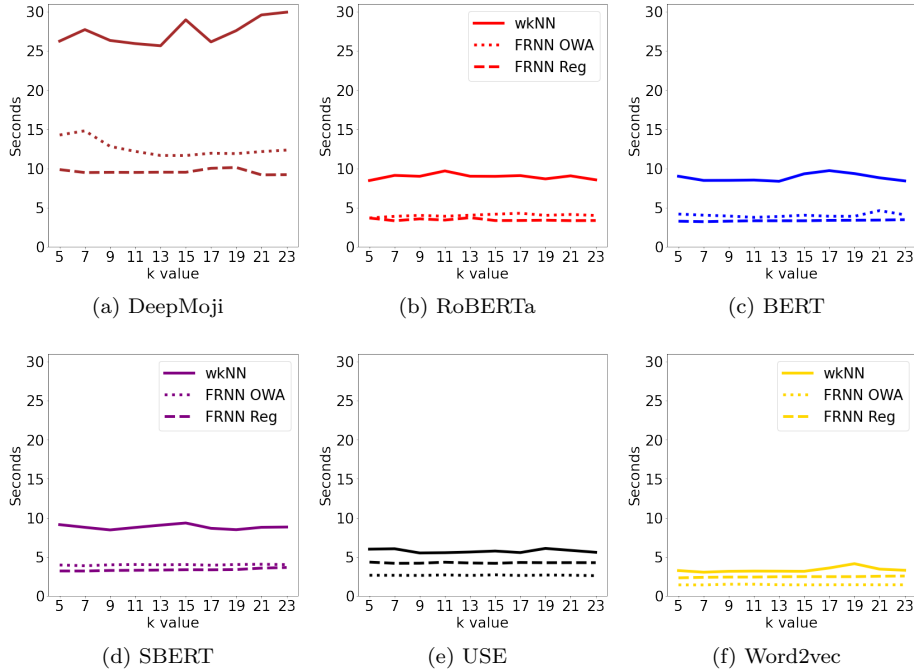 30
25
20
15
10
5
0
Seconds
5 7 9 11 13 15 17 19 21 23
k value
(a) DeepMoji
30
25
20
15
10
5
0
Seconds
wkNN
FRNN OWA
FRNN Reg
5 7 9 11 13 15 17 19 21 23
k value
(b) RoBERTa
30
25
20
15
10
5
0
Seconds
5 7 9 11 13 15 17 19 21 23
k value
(c) BERT
30
25
20
15
10
5
0
Seconds
wkNN
FRNN OWA
FRNN Reg
5 7 9 11 13 15 17 19 21 23
k value
(d) SBERT
30
25
20
15
10
5
0
Seconds
5 7 9 11 13 15 17 19 21 23
k value
(e) USE
30
25
20
15
10
5
0
Seconds
wkNN
FRNN OWA
FRNN Reg
5 7 9 11 13 15 17 19 21 23
k value
(f) Word2vec